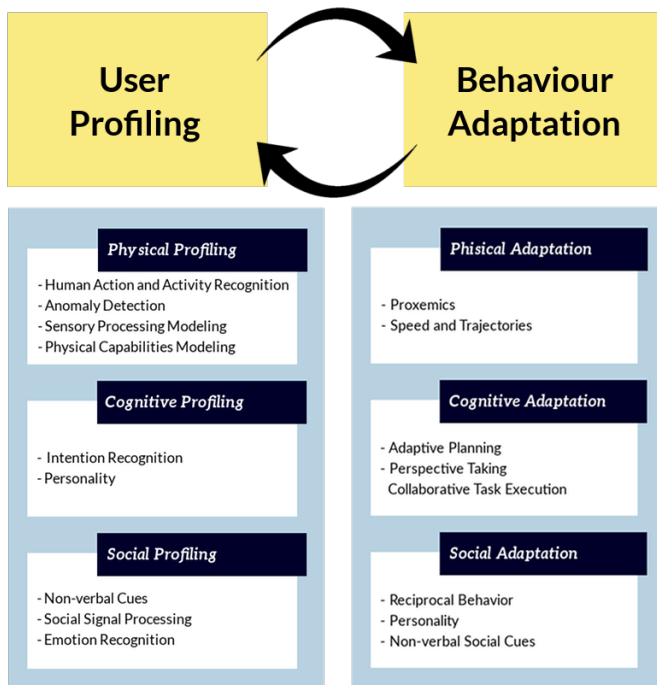 User
Profiling
Behaviour
Adaptation
Physical Profiling
- Human Action and Activity Recognition
- Anomaly Detection
- Sensory Processing Modeling
- Physical Capabilities Modeling
Cognitive Profiling
- Intention Recognition
- Personality
Social Profiling
- Non-verbal Cues
- Social Signal Processing
- Emotion Recognition
Phisical Adaptation
- Proxemics
- Speed and Trajectories
Cognitive Adaptation
- Adaptive Planning
- Perspective Taking
Collaborative Task Execution
Social Adaptation
- Reciprocal Behavior
- Personality
- Non-verbal Social Cues